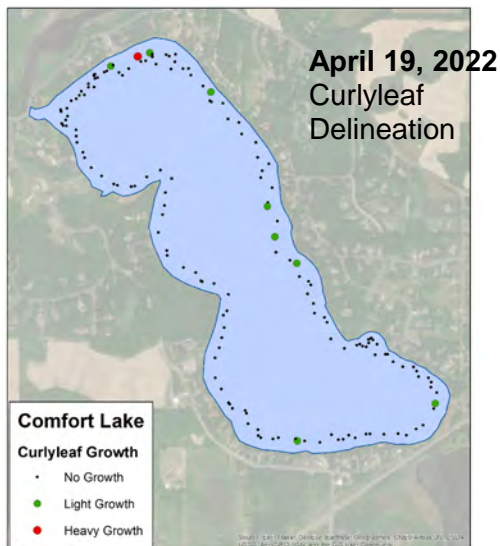 April 19, 2022
Curlyleaf
Delineation
Comfort Lake
Curlyleaf Growth
No Growth
Light Growth
Heavy Growth